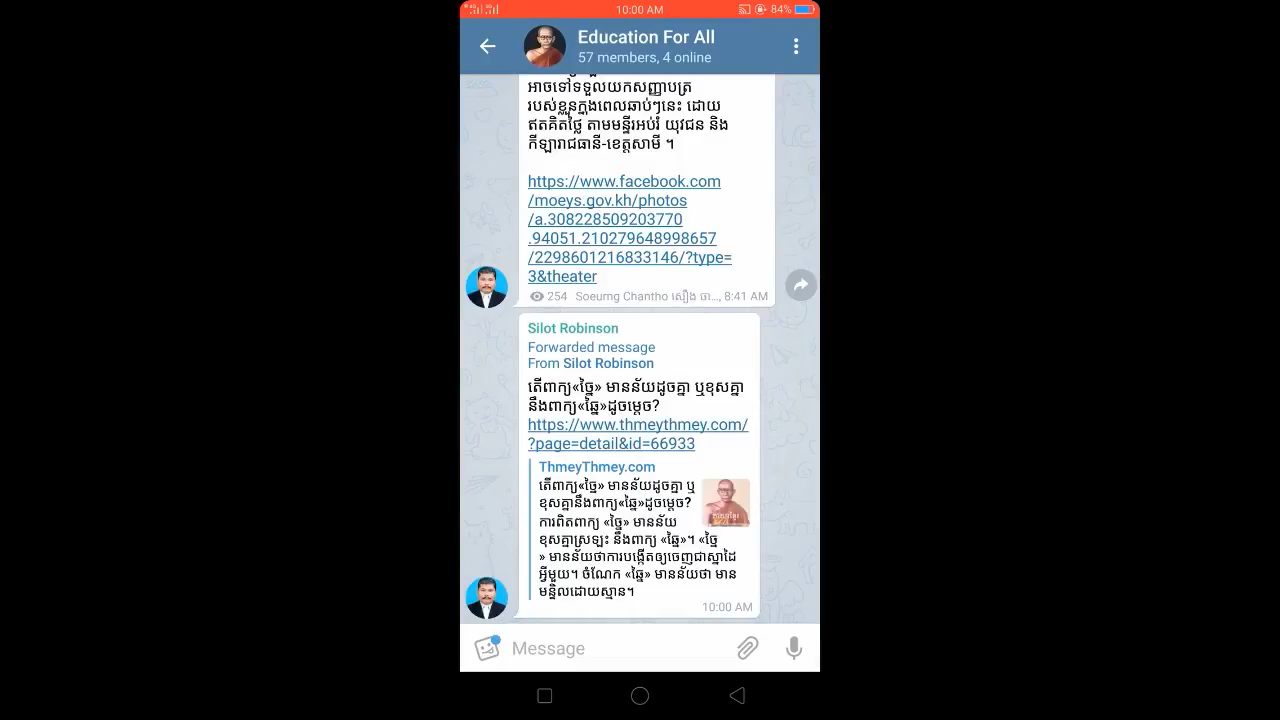 10:00 AM
84%
Education For All
57 members, 4 online
អាចទៅទទួលយកសញ្ញាបត្រ
របស់ខ្លួនក្នុងពេលឆាប់ៗនេះ ដោយ
ឥតគិតថ្លៃ តាមមន្ទីរអប់រំ យុវជន និង
កីឡារាជធានី-ខេត្តសាមី ។
https://www.facebook.com
/moeys.gov.kh/photos
/a.308228509203770
.94051.210279648998657
/2298601216833146/?type=
3&theater
254 Soeurng Chantho សឿង ចា..., 8:41 AM
Silot Robinson
Forwarded message
From Silot Robinson
តើពាក្យ«ច្នៃ» មានន័យដូចគ្នា ឬខុសគ្នា
នឹងពាក្យ«ឆ្នៃ»ដូចម្តេច?
https://www.thmeythmey.com/
?page=detail&id=66933
ThmeyThmey.com
តើពាក្យ«ច្នៃ» មានន័យដូចគ្នា ឬ
ខុសគ្នានឹងពាក្យ«ឆ្នៃ»ដូចម្តេច?
ការពិតពាក្យ «ច្នៃ» មានន័យ
ខុសគ្នាស្រឡះ នឹងពាក្យ «ឆ្នៃ»។ «ច្នៃ
» មានន័យថាការបង្កើតឲ្យចេញជាស្នាដៃ
អ្វីមួយ។ ចំណែក «ឆ្នៃ» មានន័យថា មាន
មន្ទិលដោយស្មាន។
10:00 AM
Message